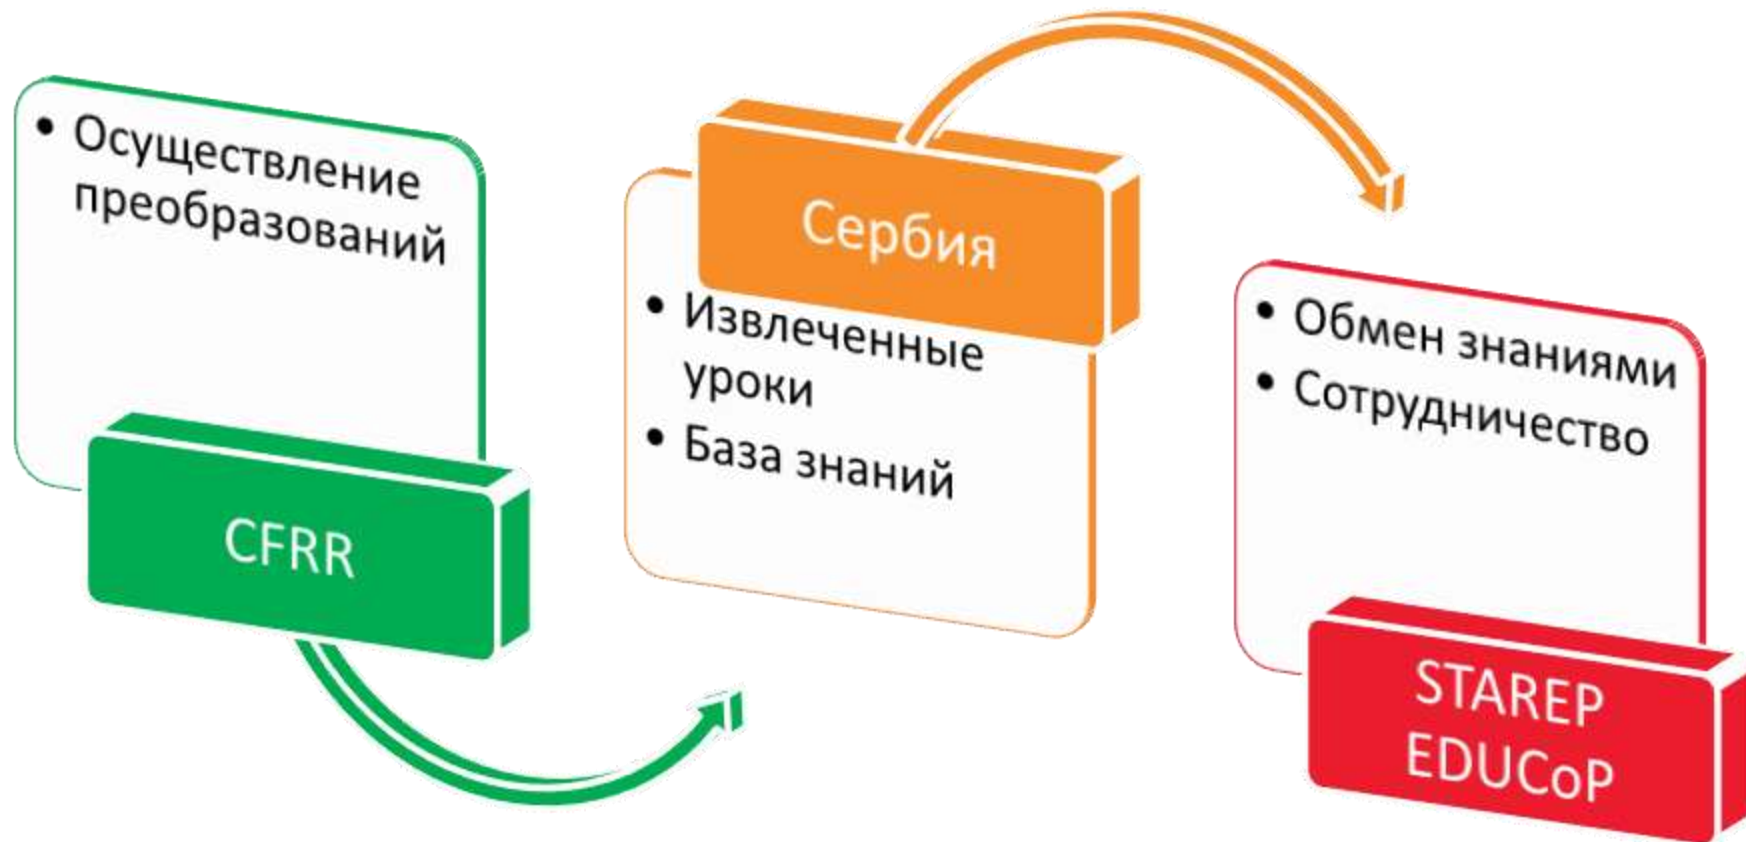 • Осуществление
преобразований
CFRR
Сербия
• Извлеченные
уроки
• База знаний
• Обмен знаниями
• Сотрудничество
STAREP
EDUCoP